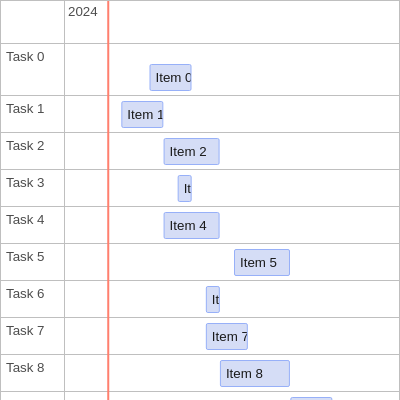 2024
Task 0
Item 0
Task 1
Item 1
Task 2
Item 2
Task 3
It
Task 4
Item 4
Task 5
Item 5
Task 6
It
Task 7
Item 7
Task 8
Item 8